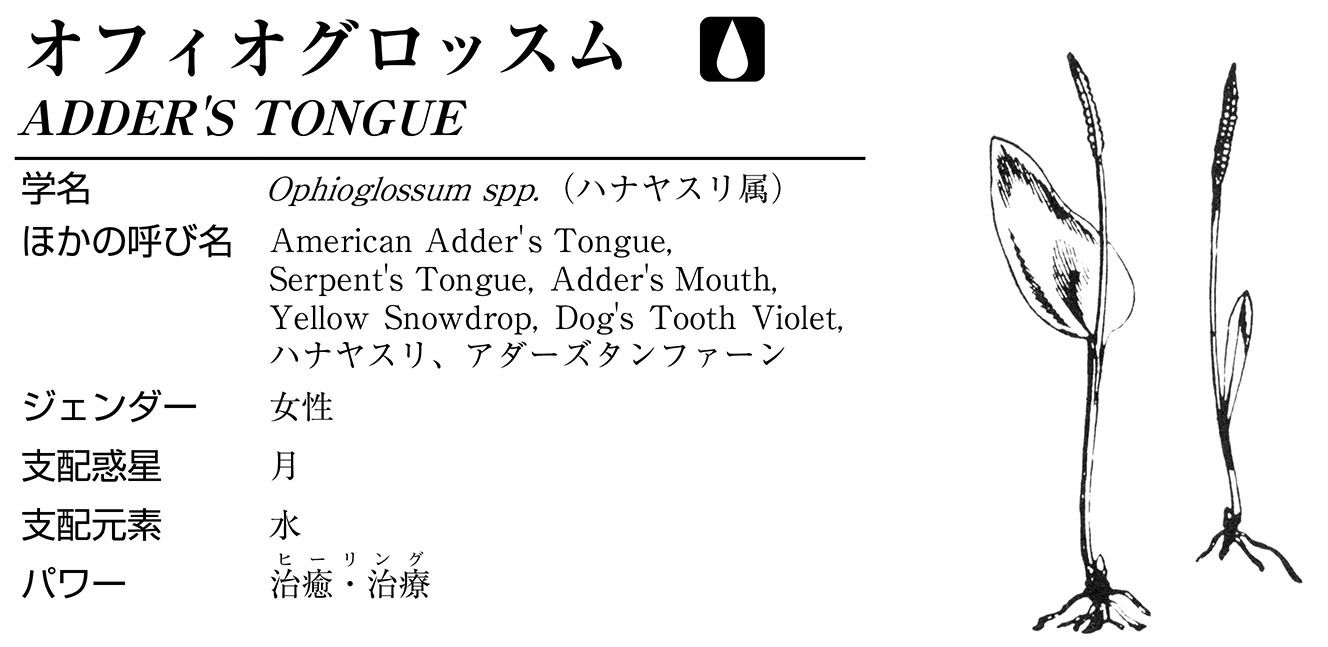 オフィオグロッスム
ADDER'S TONGUE
学名 Ophioglossum spp.（ハナヤスリ属）
ほかの呼び名 American Adder's Tongue,
Serpent's Tongue, Adder's Mouth,
Yellow Snowdrop, Dog's Tooth Violet,
ハナヤスリ、アダーズタンファーン
ジェンダー 女性
支配惑星 月
支配元素 水
ヒーリング
パワー 治癒・治療